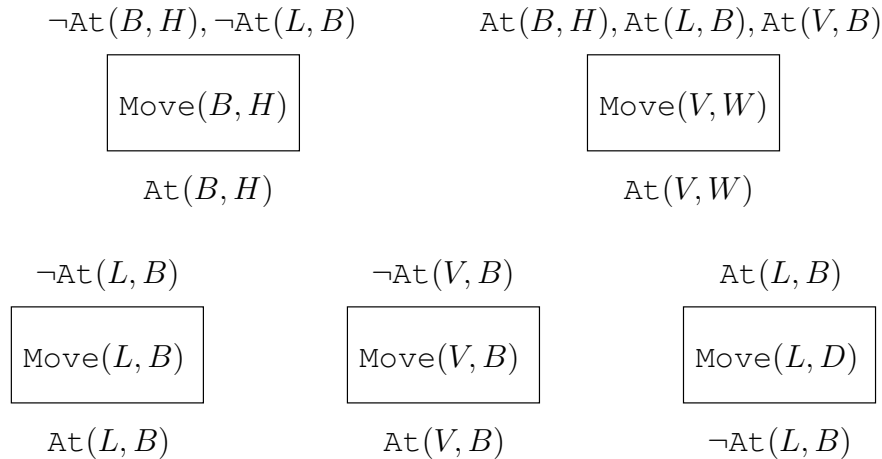 ¬At(B, H), ¬At(L, B) At(B, H), At(L, B), At(V, B)
Move(B, H) Move(V, W)
At(B, H) At(V, W)
¬At(L, B) ¬At(V, B) At(L, B)
Move(L, B) Move(V, B) Move(L, D)
At(L, B) At(V, B) ¬At(L, B)